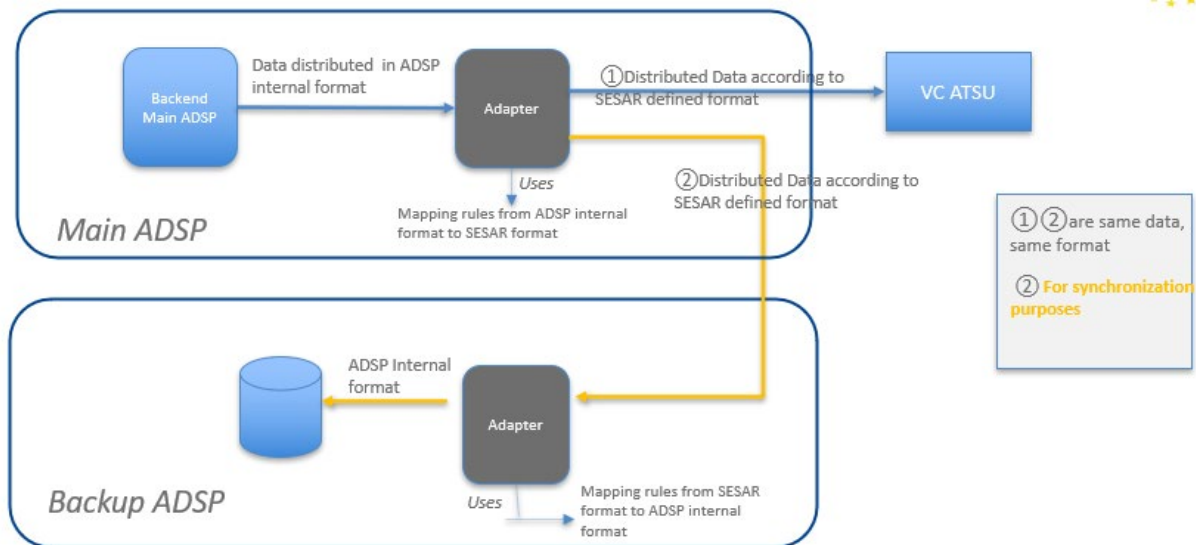 Data distributed in ADSP
internal format
Backend
Main ADSP
Adapter
①Distributed Data according to
SESAR defined format
VC ATSU
Uses
Mapping rules from ADSP internal
format to SESAR format
②Distributed Data according to
SESAR defined format
Main ADSP
① ② are same data,
same format
② For synchronization
purposes
ADSP Internal
format
Adapter
Backup ADSP
Uses
Mapping rules from SESAR
format to ADSP internal
format